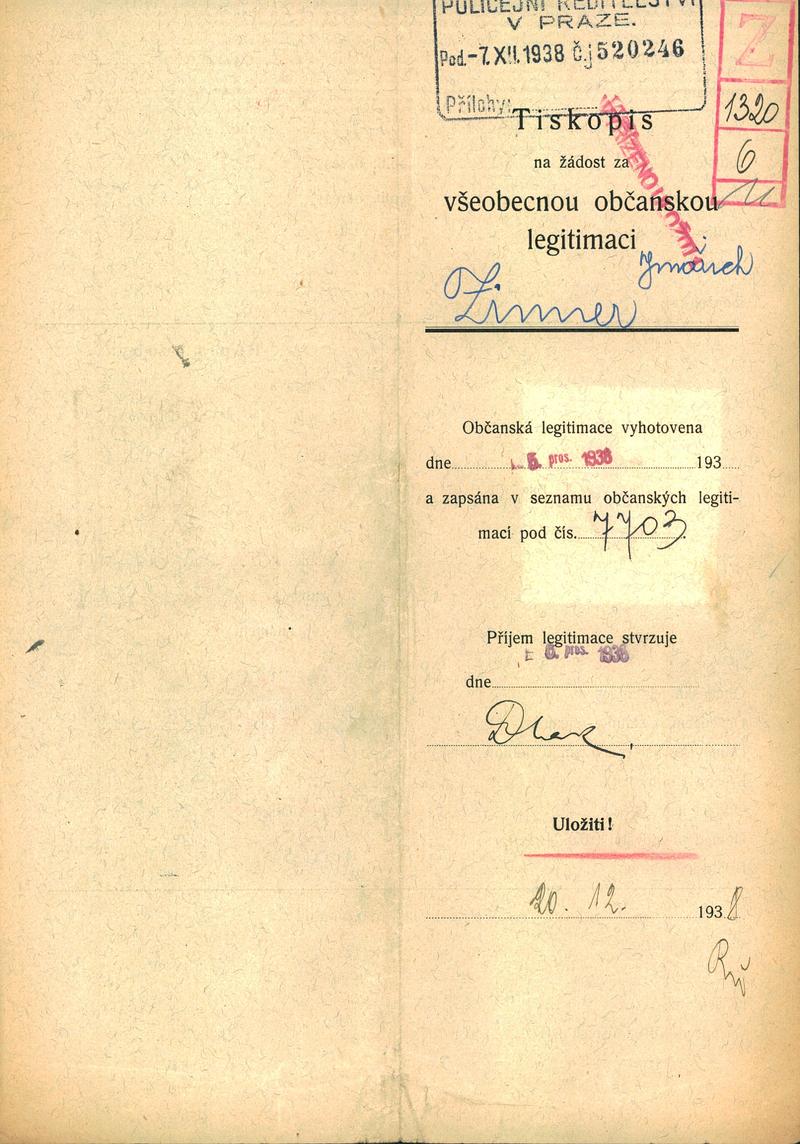 POLICEJNÍ ŘEDITELSTVÍ
V PRAZE.
Pod. -7.XII.1938 Č.j 520246
Přílohy:
Z
1320
6
Tiskopis
na žádost za
všeobecnou občanskou
legitimaci
Jindřich
Zimmer
Občanská legitimace vyhotovena
dne 5. pros. 1938 193
a zapsána v seznamu občanských legiti-
mací pod čís. 7703
Příjem legitimace stvrzuje
6. pros. 1938
dne
Uložiti!
20. 12. 1938